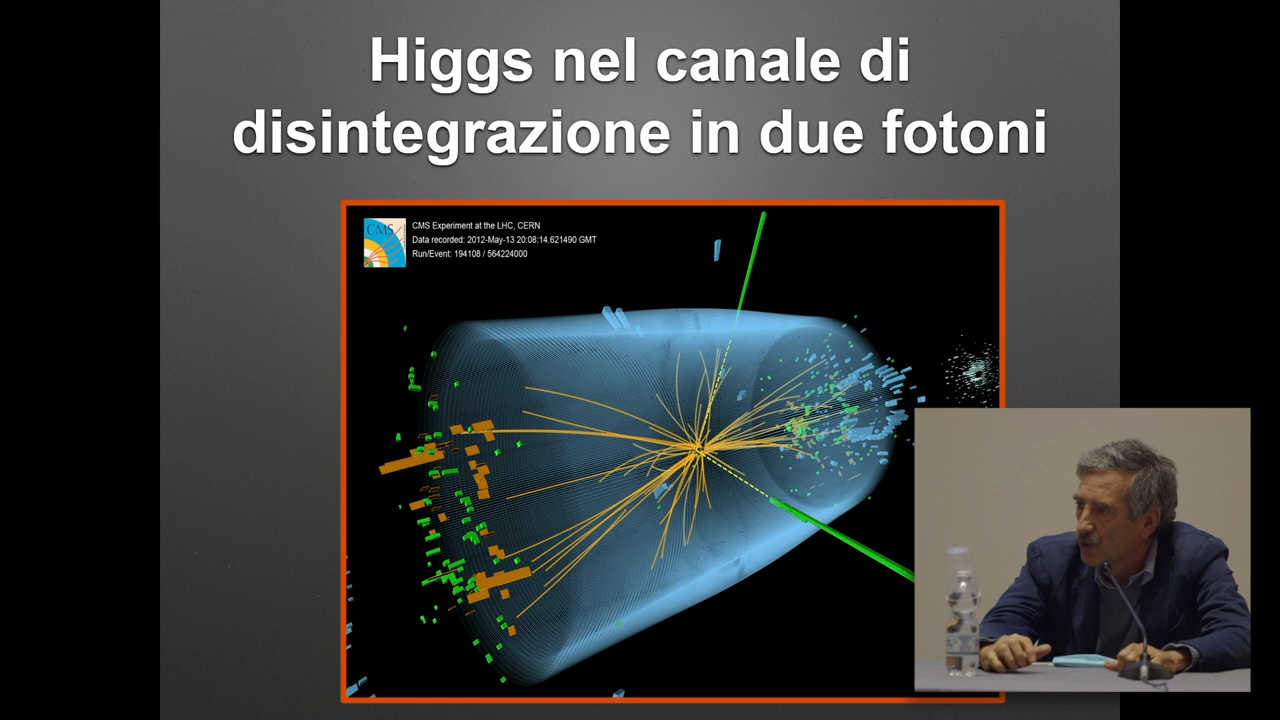 Higgs nel canale di
disintegrazione in due fotoni
CMS
CMS Experiment at the LHC, CERN
Data recorded: 2012-May-13 20:08:14.621490 GMT
Run/Event: 194108 / 564224000